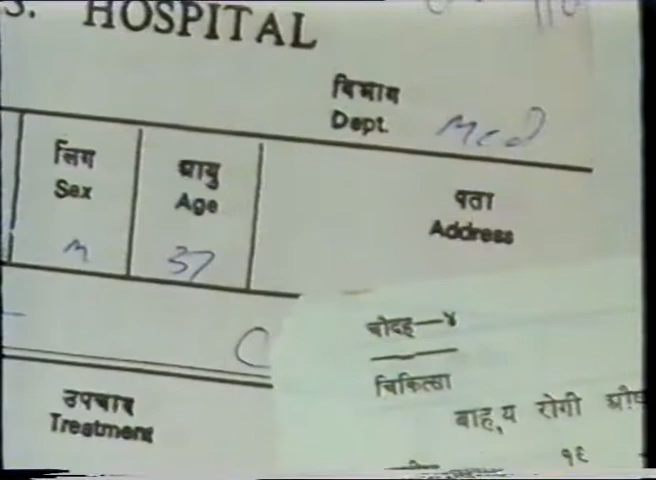 S. HOSPITAL
विभाग
Dept. Med
लिंग
Sex
M
आयु
Age
37
पता
Address
चौदह—४
चिकित्सा
बाह्य रोगी
१६
उपचार
Treatment